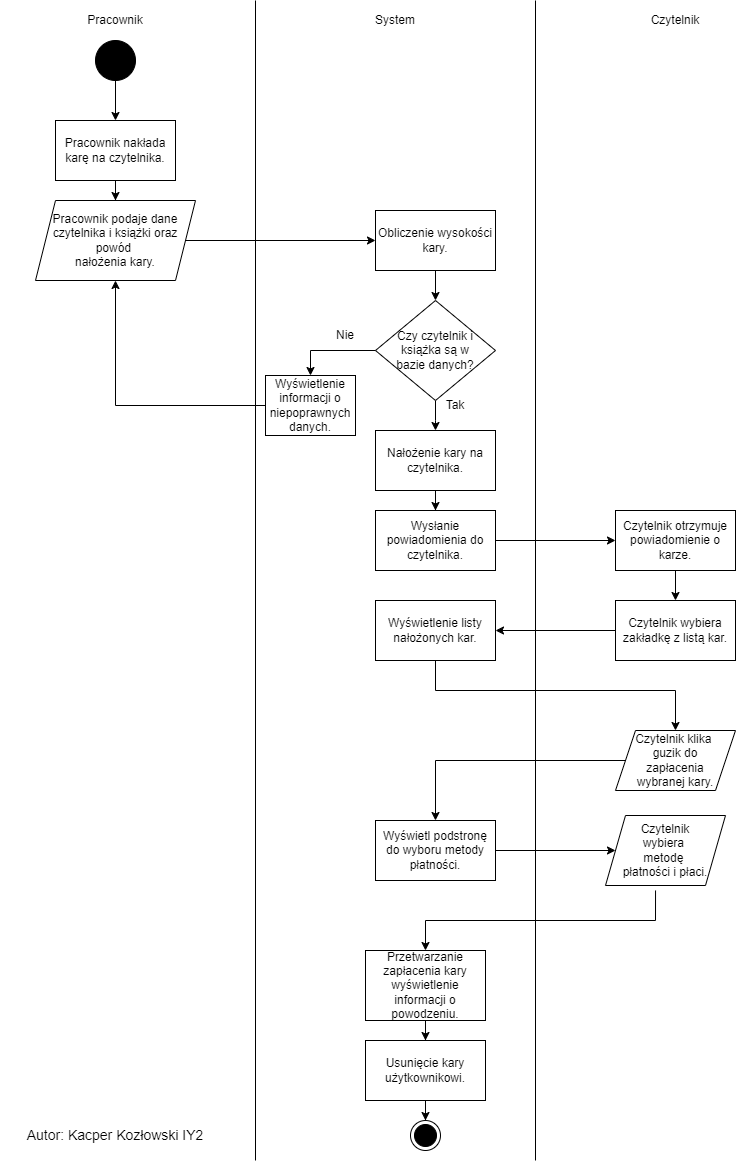 Pracownik
System
Czytelnik
Pracownik nakłada
karę na czytelnika.
Pracownik podaje dane
czytelnika i książki oraz
powód
nałożenia kary.
Obliczenie wysokości
kary.
Czy czytelnik i
książka są w
bazie danych?
Nie
Wyświetlenie
informacji o
niepoprawnych
danych.
Tak
Nałożenie kary na
czytelnika.
Wysłanie
powiadomienia do
czytelnika.
Czytelnik otrzymuje
powiadomienie o
karze.
Czytelnik wybiera
zakładkę z listą kar.
Wyświetlenie listy
nałożonych kar.
Czytelnik klika
guzik do
zapłacenia
wybranej kary.
Wyświetl podstronę
do wyboru metody
płatności.
Czytelnik
wybiera
metodę
płatności i płaci.
Przetwarzanie
zapłacenia kary
wyświetlenie
informacji o
powodzeniu.
Usunięcie kary
użytkownikowi.
Autor: Kacper Kozłowski IY2